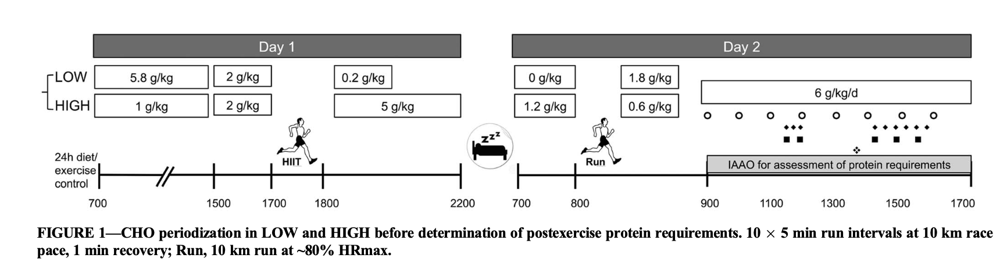 Day 1
Day 2
LOW
5.8 g/kg
2 g/kg
0.2 g/kg
0 g/kg
1.8 g/kg
6 g/kg/d
HIGH
1 g/kg
2 g/kg
5 g/kg
1.2 g/kg
0.6 g/kg
zzz
HIIT
Run
24h diet/
exercise
control
IAAO for assessment of protein requirements
700
1500
1700
1800
2200
700
800
900
1100
1300
1500
1700
FIGURE 1—CHO periodization in LOW and HIGH before determination of postexercise protein requirements. 10 × 5 min run intervals at 10 km race
pace, 1 min recovery; Run, 10 km run at ~80% HRmax.